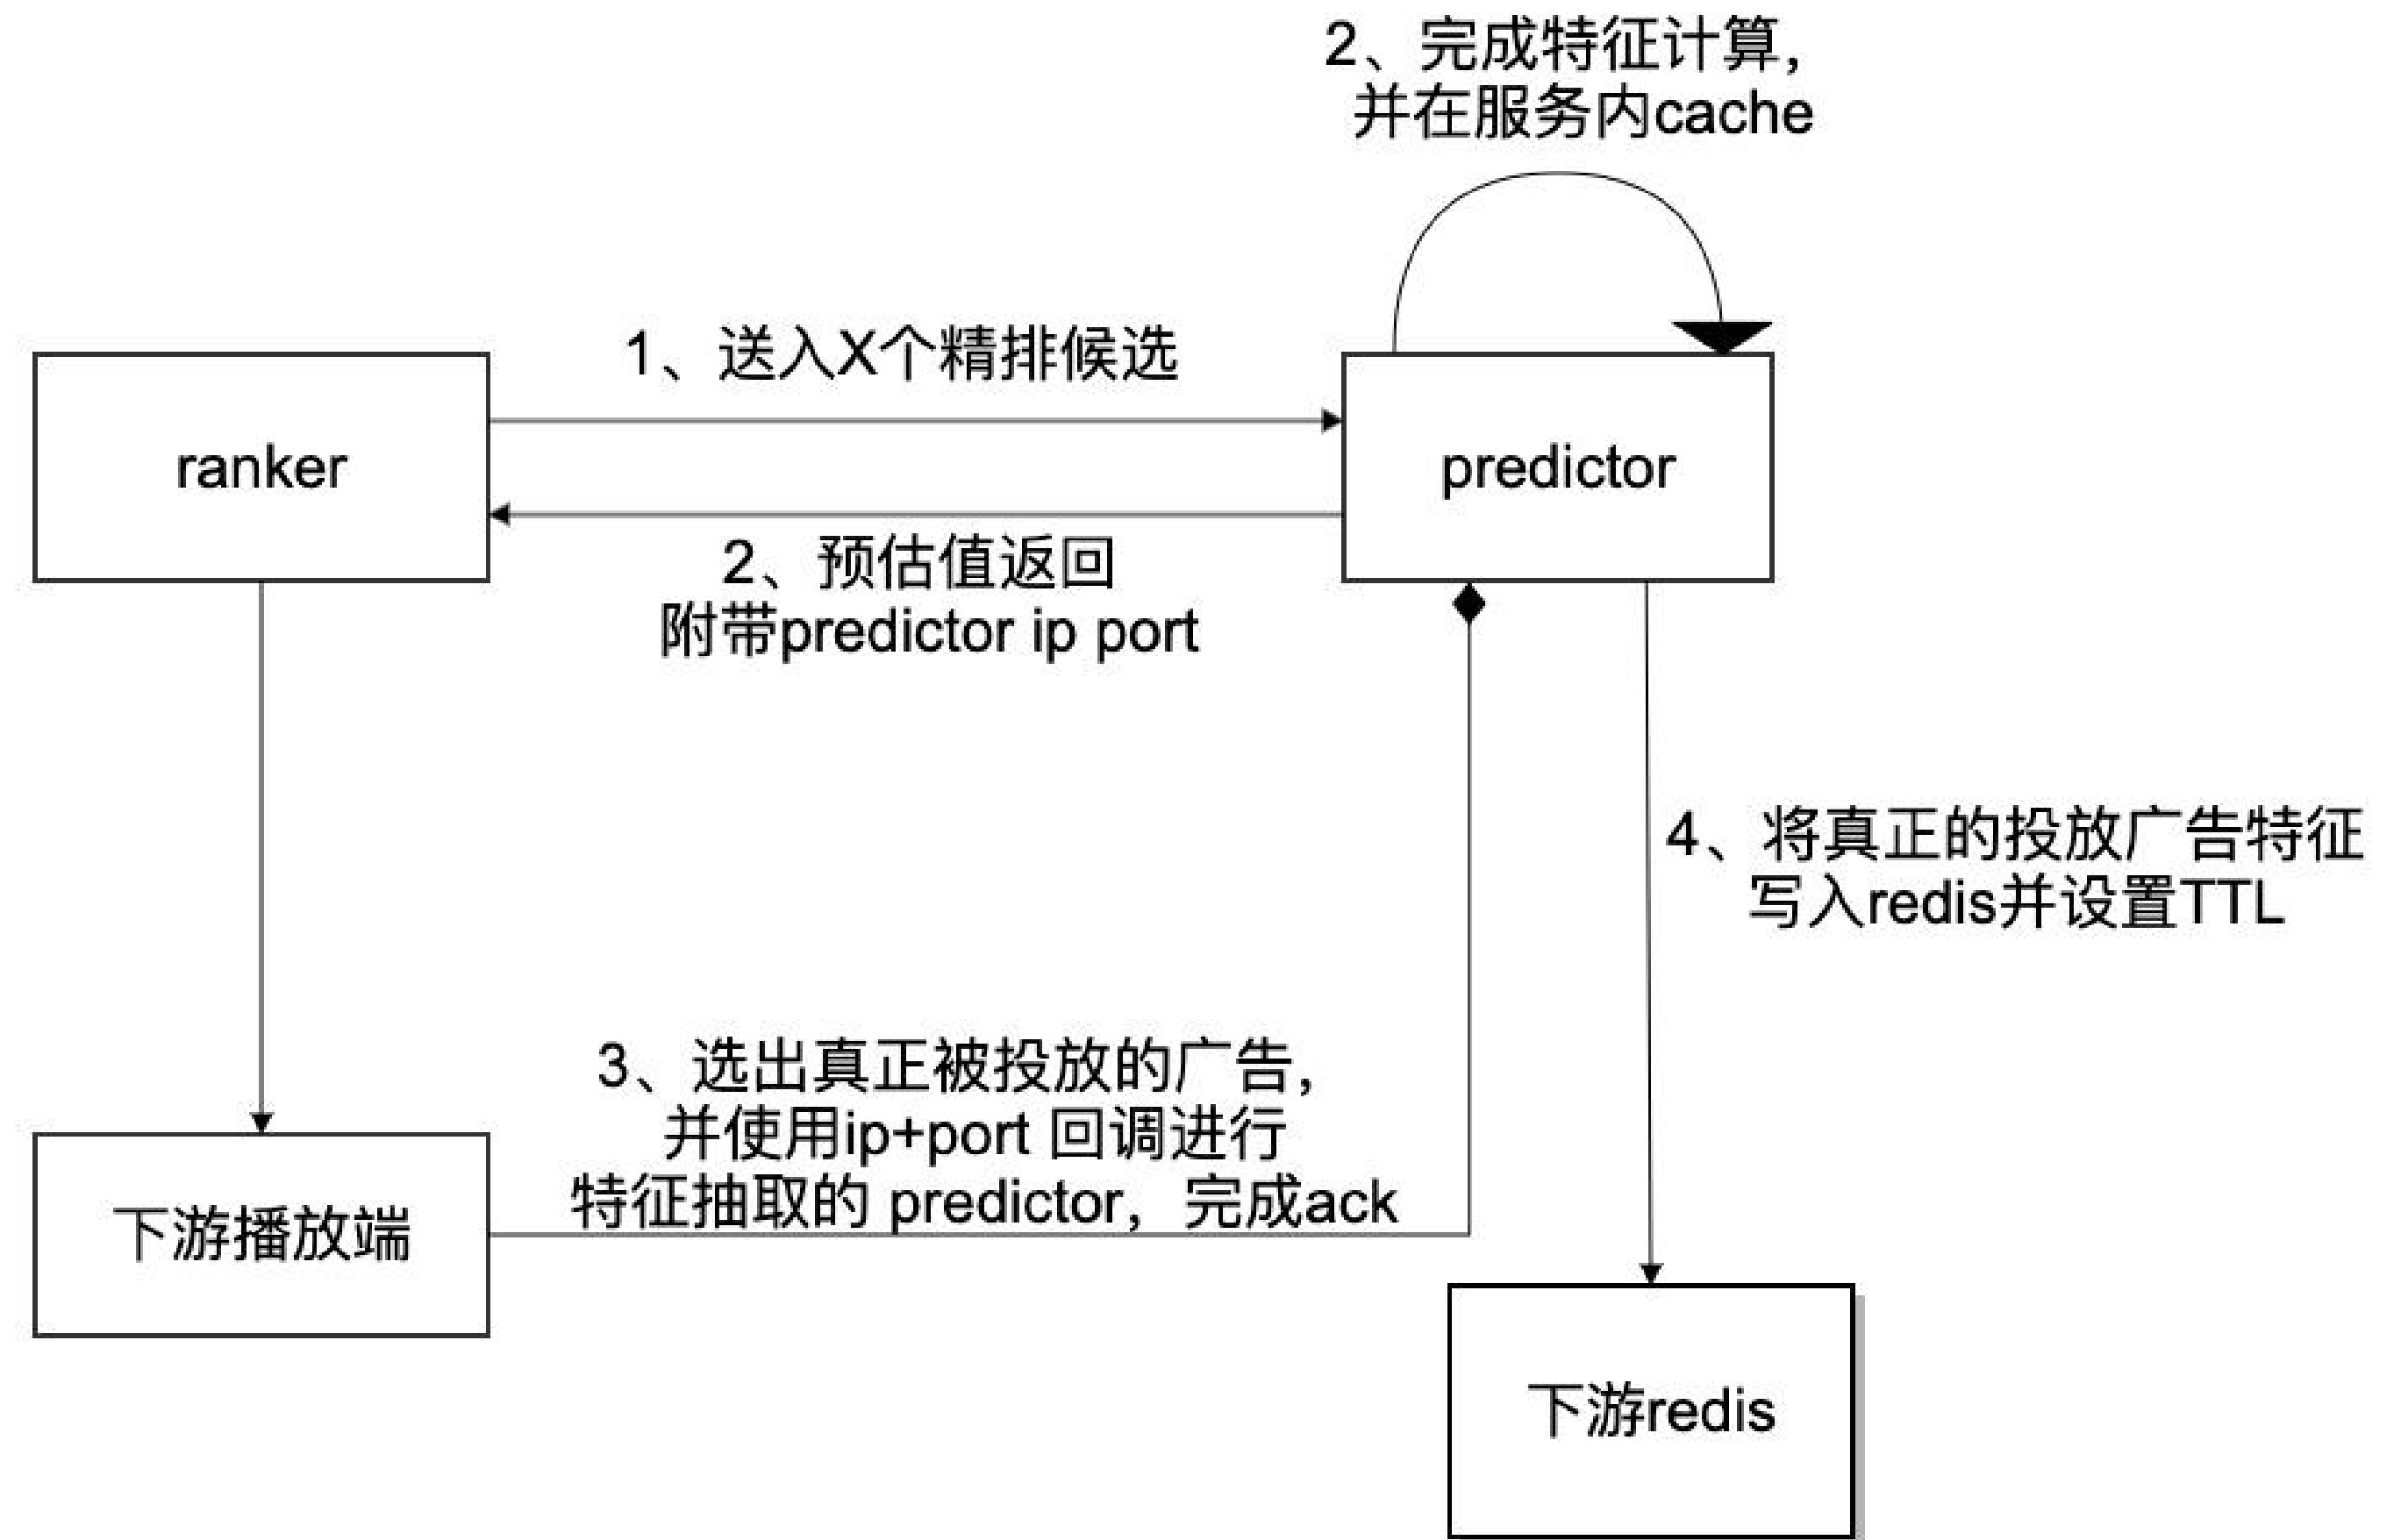 2、完成特征计算，
并在服务内cache
1、送入X个精排候选
ranker
predictor
2、预估值返回
附带predictor ip port
4、将真正的投放广告特征
写入redis并设置TTL
3、选出真正被投放的广告，
并使用ip+port 回调进行
特征抽取的 predictor，完成ack
下游播放端
下游redis